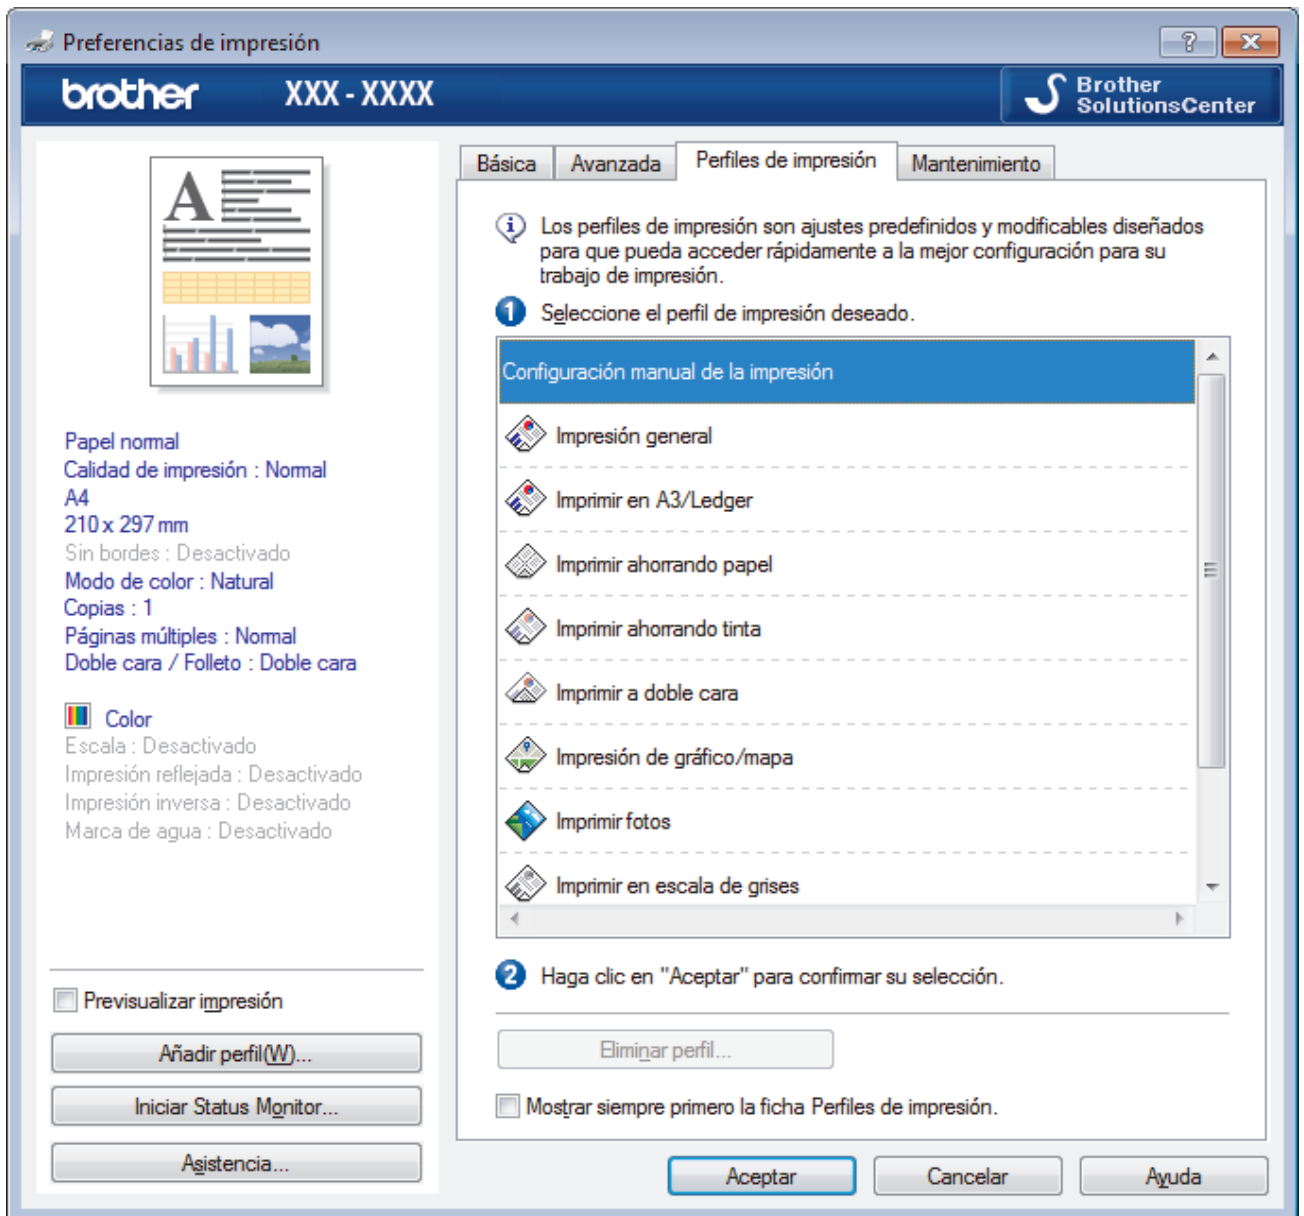 Preferencias de impresión
brother XXX - XXXX
Brother
SolutionsCenter
A
Papel normal
Calidad de impresión : Normal
A4
210 x 297 mm
Sin bordes : Desactivado
Modo de color : Natural
Copias : 1
Páginas múltiples : Normal
Doble cara / Folleto : Doble cara
Color
Escala : Desactivado
Impresión reflejada : Desactivado
Impresión inversa : Desactivado
Marca de agua : Desactivado
Previsualizar impresión
Añadir perfil(W)...
Iniciar Status Monitor...
Asistencia...
Básica Avanzada Perfiles de impresión Mantenimiento
Los perfiles de impresión son ajustes predefinidos y modificables diseñados
para que pueda acceder rápidamente a la mejor configuración para su
trabajo de impresión.
1 Seleccione el perfil de impresión deseado.
Configuración manual de la impresión
Impresión general
Imprimir en A3/Ledger
Imprimir ahorrando papel
Imprimir ahorrando tinta
Imprimir a doble cara
Impresión de gráfico/mapa
Imprimir fotos
Imprimir en escala de grises
2 Haga clic en "Aceptar" para confirmar su selección.
Eliminar perfil...
Mostrar siempre primero la ficha Perfiles de impresión.
Aceptar Cancelar Ayuda